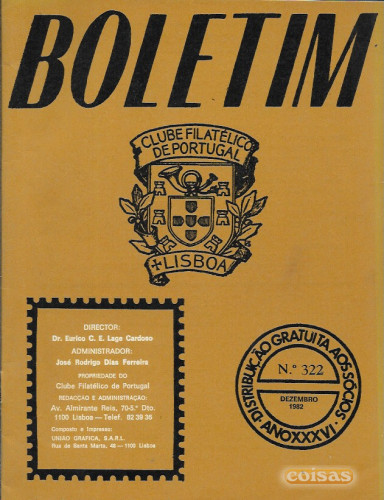 BOLETIM
CLUBE FILATÉLICO
DE PORTUGAL
LISBOA
DIRECTOR:
Dr. Eurico C. E. Lage Cardoso
ADMINISTRADOR:
José Rodrigo Dias Ferreira
PROPRIEDADE DO
Clube Filatélico de Portugal
REDACÇÃO E ADMINISTRAÇÃO:
Av. Almirante Reis, 70-5.º Dto.
1100 Lisboa — Telef. 82 39 36
Composto e Impresso:
UNIÃO GRÁFICA, S.A.R.L.
Rua de Santa Marta, 48 — 1100 Lisboa
DISTRIBUIÇÃO GRATUITA AOS SÓCIOS
N.º 322
DEZEMBRO
1982
ANO XXXVI
coisas